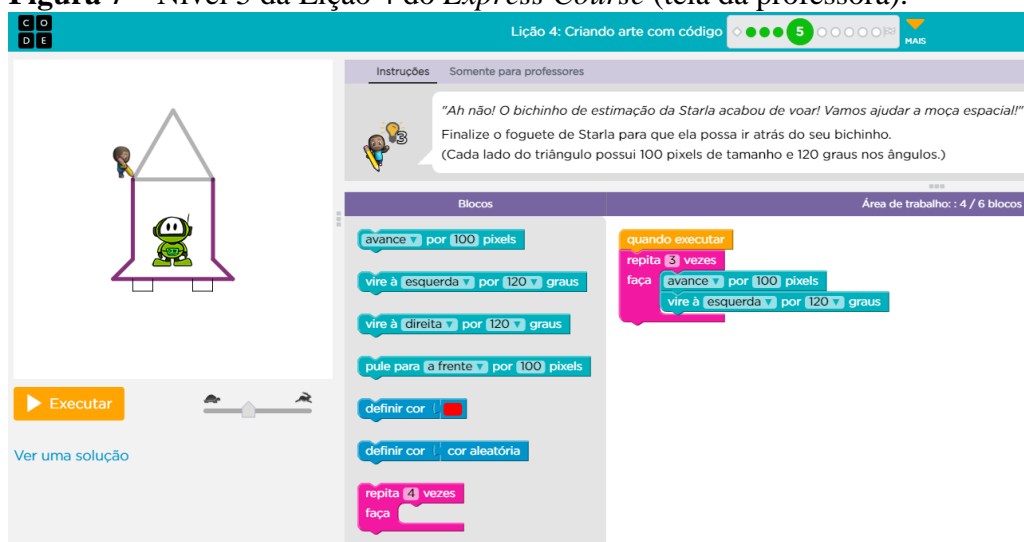 Figura 7 – Nível 5 da Lição 4 do Express Course (tela da professora).
C O
D E
Lição 4: Criando arte com código
5
MAIS
Instruções
Somente para professores
"Ah não! O bichinho de estimação da Starla acabou de voar! Vamos ajudar a moça espacial!"
Finalize o foguete de Starla para que ela possa ir atrás do seu bichinho.
(Cada lado do triângulo possui 100 pixels de tamanho e 120 graus nos ângulos.)
3
Blocos
Área de trabalho: : 4 / 6 blocos
avance por 100 pixels
vire à esquerda por 120 graus
vire à direita por 120 graus
pule para a frente por 100 pixels
definir cor
definir cor cor aleatória
repita 4 vezes
faça
quando executar
repita 3 vezes
faça avance por 100 pixels
vire à esquerda por 120 graus
Executar
Ver uma solução